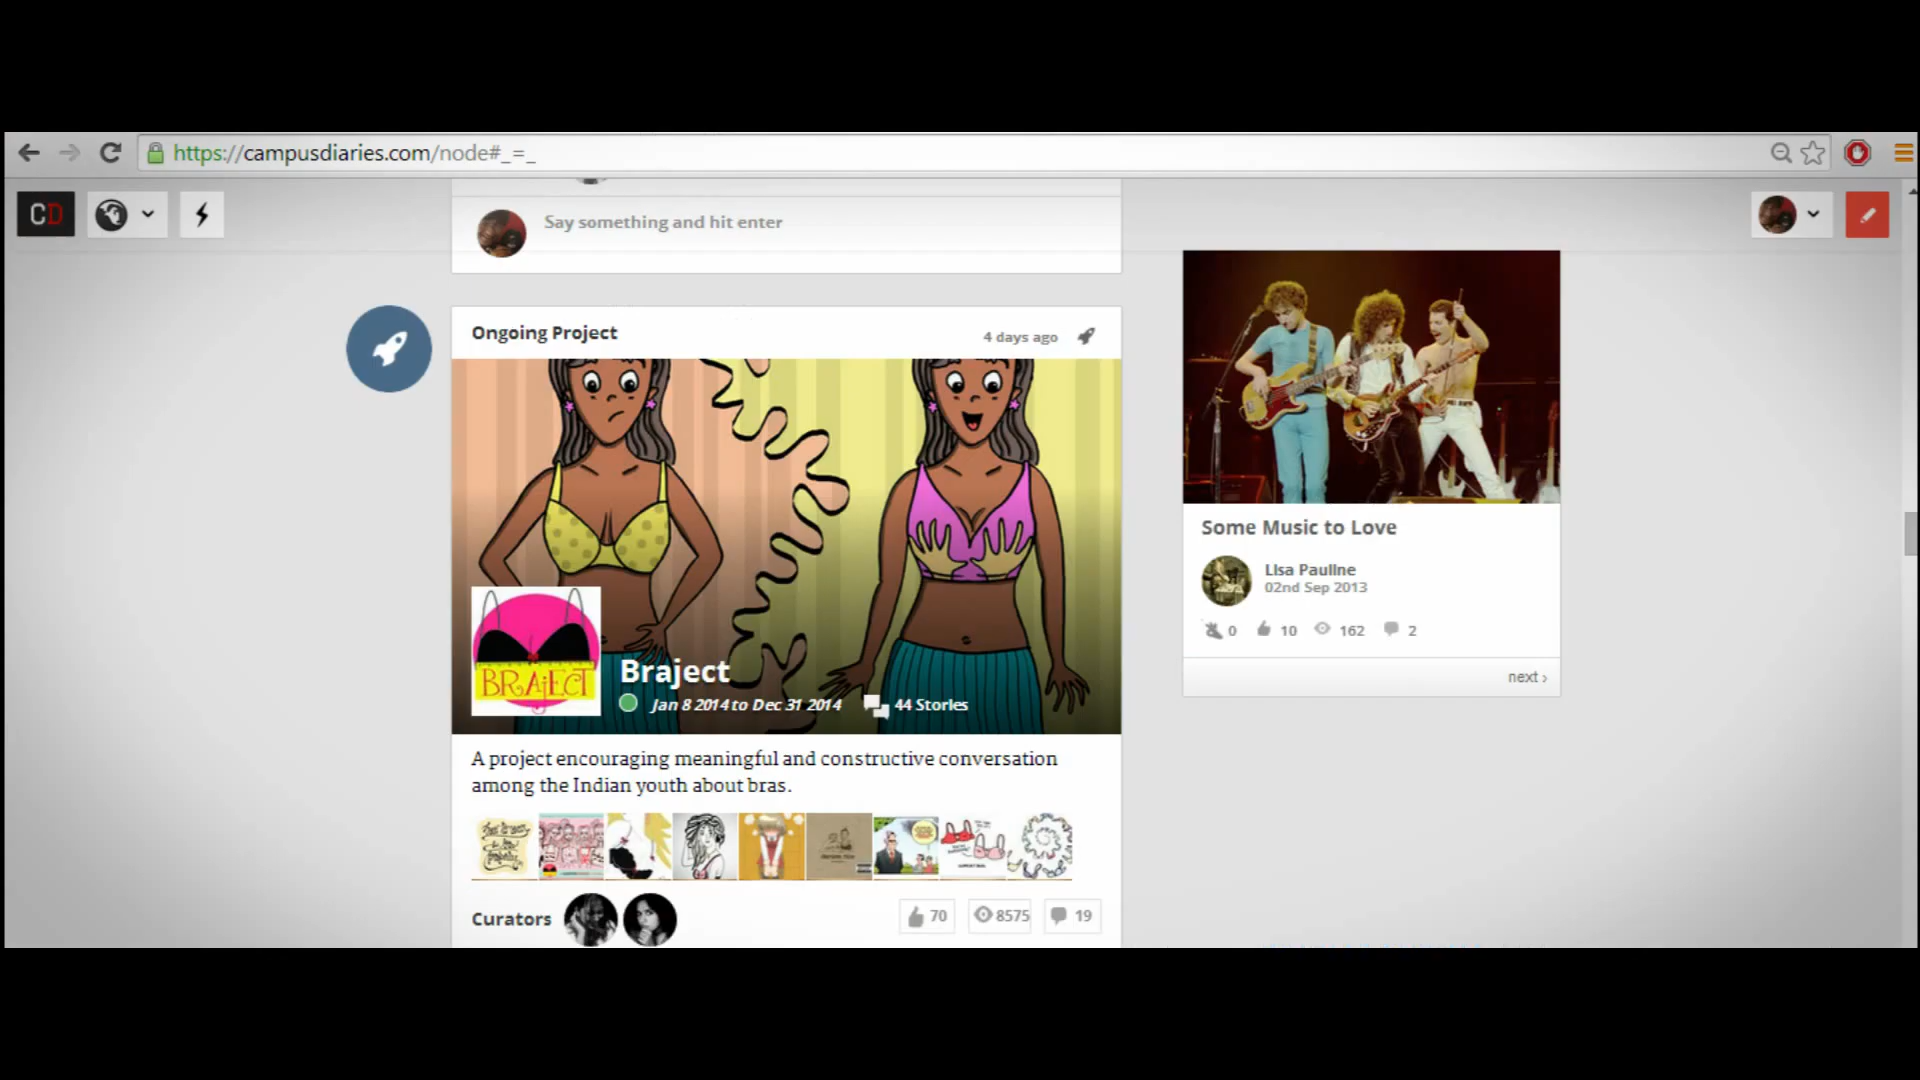 https://campusdiaries.com/node#_=_
CD
Say something and hit enter
Ongoing Project
4 days ago
BRAJECT
Braject
Jan 8 2014 to Dec 31 2014
44 Stories
A project encouraging meaningful and constructive conversation
among the Indian youth about bras.
Curators
70
8575
19
Some Music to Love
Lisa Pauline
02nd Sep 2013
0
10
162
2
next ›